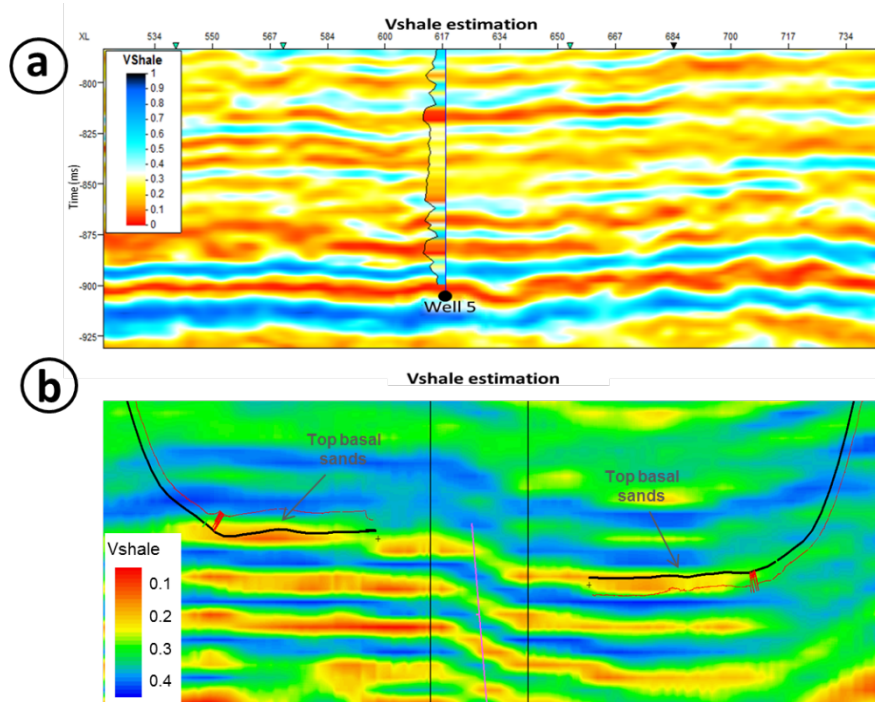 Vshale estimation
XL 534 550 567 584 600 617 634 650 667 684 700 717 734
a
VShale
1
0.9
0.8
0.7
0.6
0.5
0.4
0.3
0.2
0.1
0
Time (ms)
-800
-825
-850
-875
-900
-925
Well 5
b
Vshale estimation
Top basal
sands
Top basal
sands
Vshale
0.1
0.2
0.3
0.4